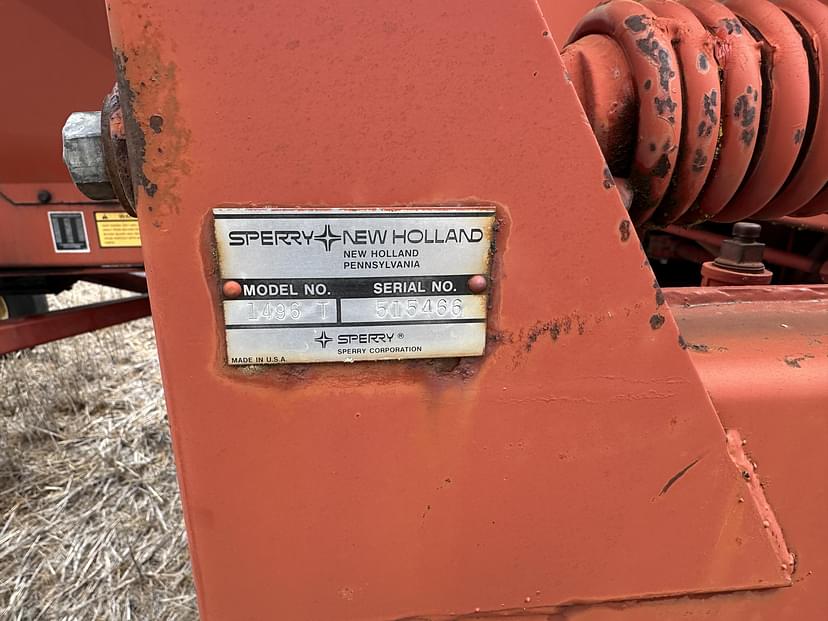 SPERRY NEW HOLLAND
NEW HOLLAND
PENNSYLVANIA
MODEL NO. SERIAL NO.
1496 T 515466
SPERRY®
SPERRY CORPORATION
MADE IN U.S.A.